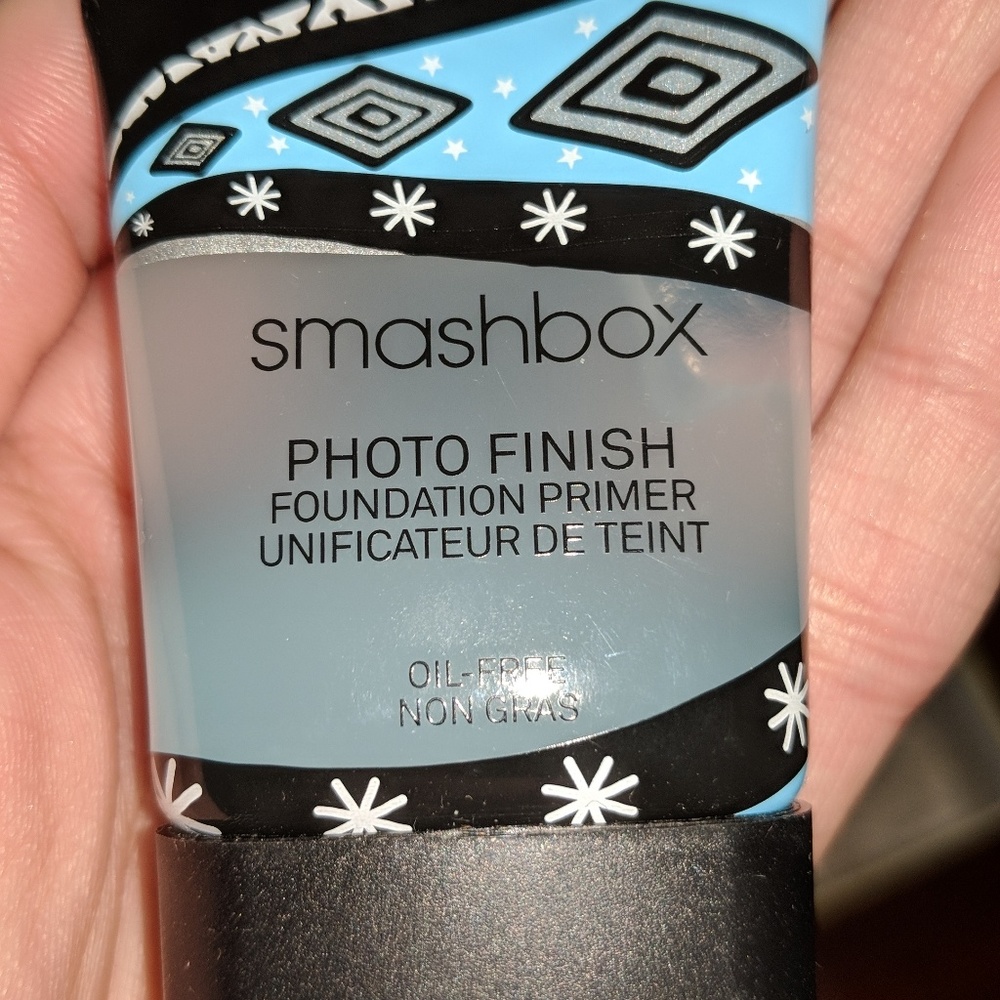 smashbox
PHOTO FINISH
FOUNDATION PRIMER
UNIFICATEUR DE TEINT
OIL-FREE
NON GRAS